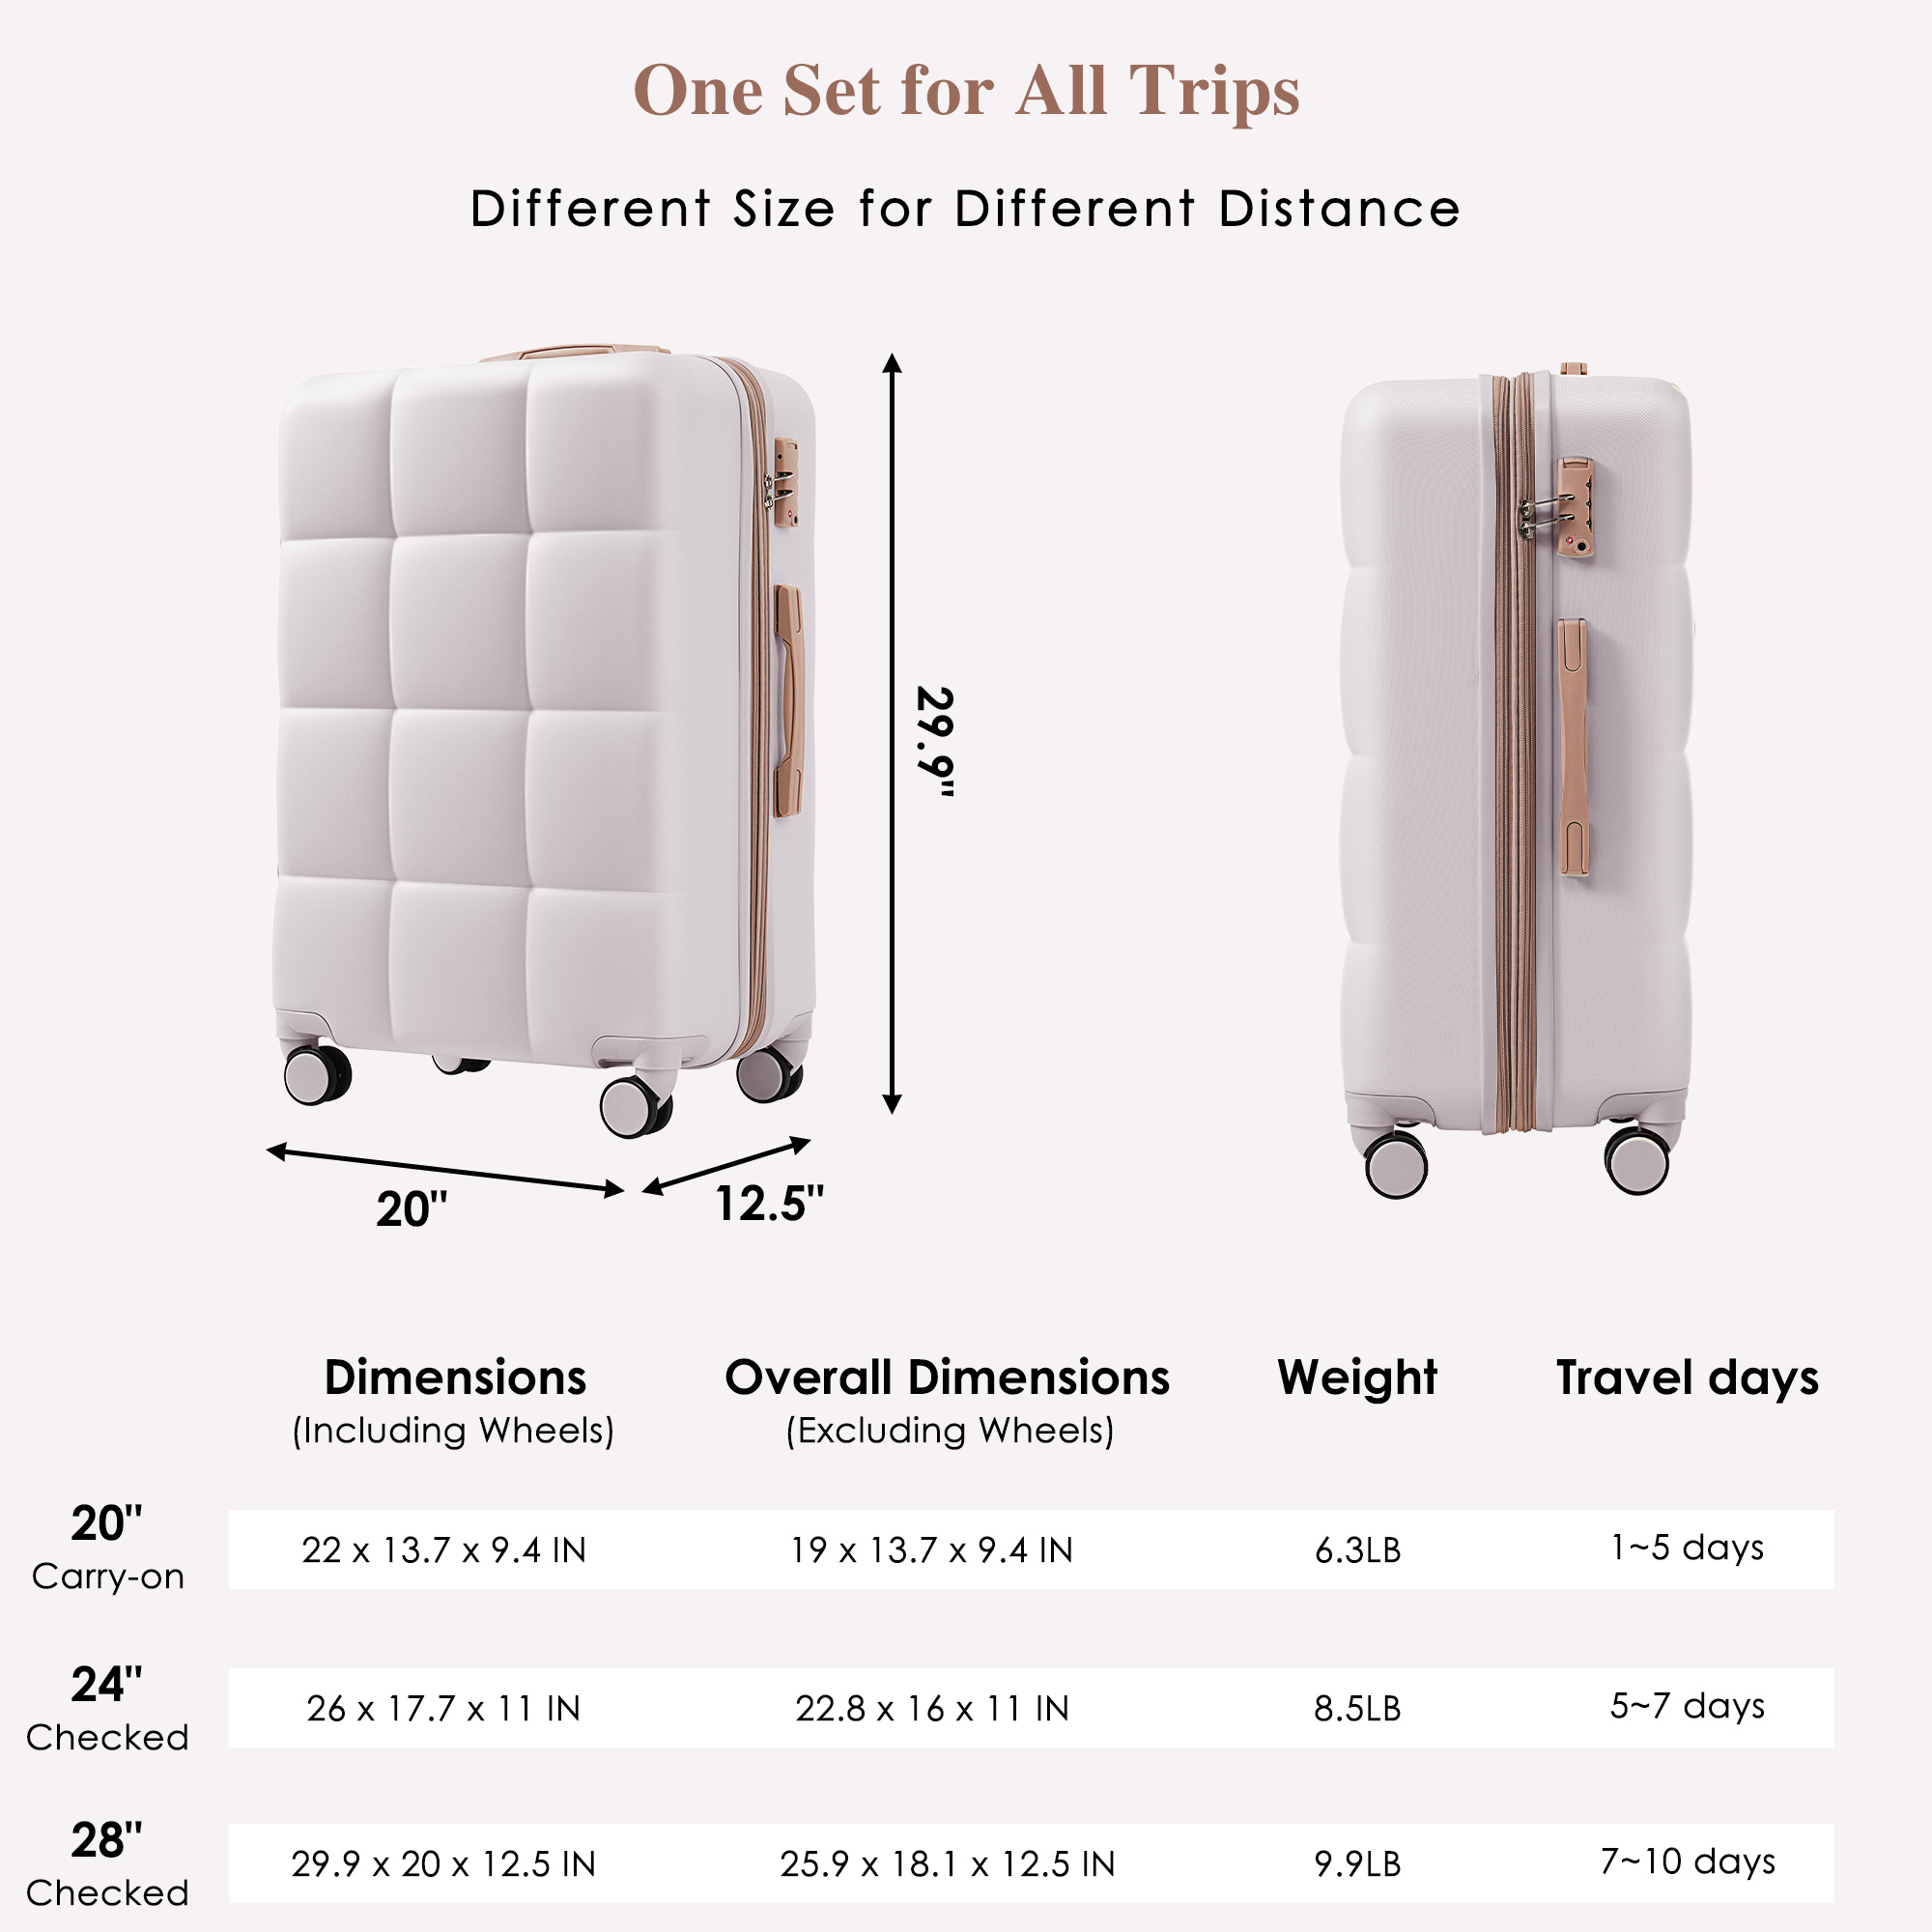 One Set for All Trips
Different Size for Different Distance
29.9"
20"
12.5"
Dimensions Overall Dimensions Weight Travel days
(Including Wheels) (Excluding Wheels)
20"
Carry-on
22 x 13.7 x 9.4 IN 19 x 13.7 x 9.4 IN 6.3LB 1~5 days
24"
Checked
26 x 17.7 x 11 IN 22.8 x 16 x 11 IN 8.5LB 5~7 days
28"
Checked
29.9 x 20 x 12.5 IN 25.9 x 18.1 x 12.5 IN 9.9LB 7~10 days